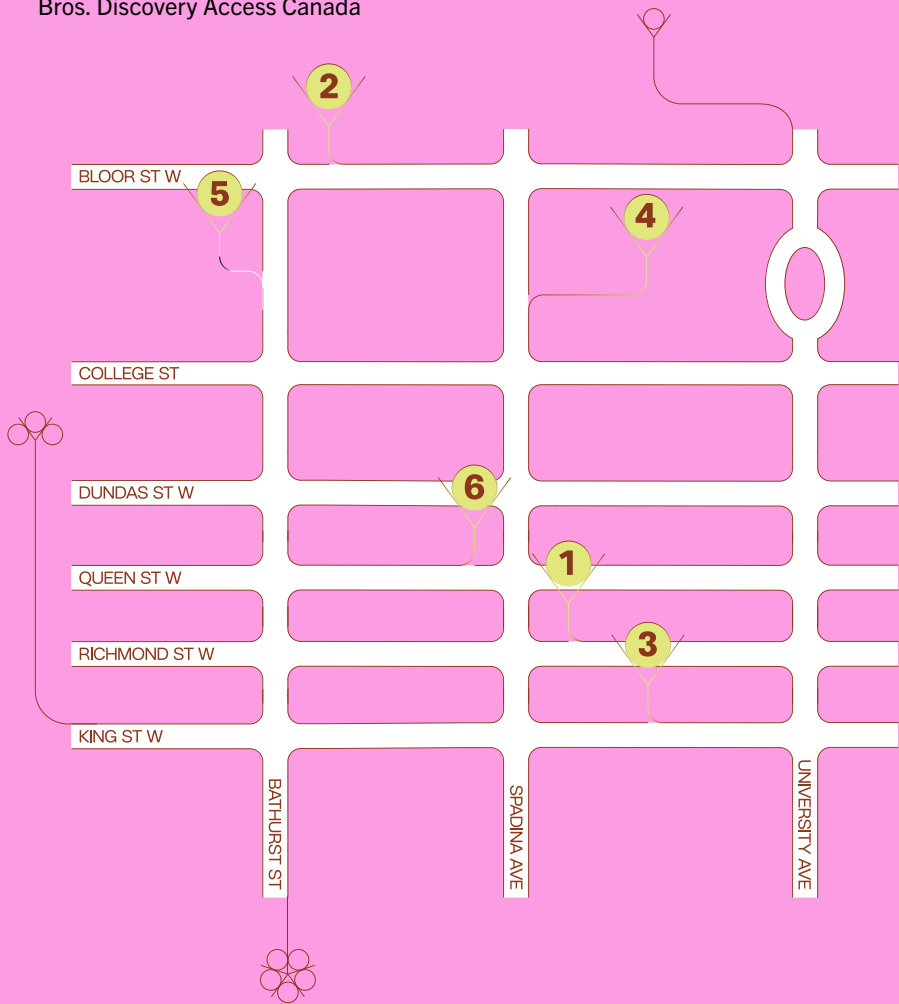 Bros. Discovery Access Canada
2
BLOOR ST W
5
4
COLLEGE ST
6
DUNDAS ST W
1
QUEEN ST W
3
RICHMOND ST W
KING ST W
BATHURST ST
SPADINA AVE
UNIVERSITY AVE